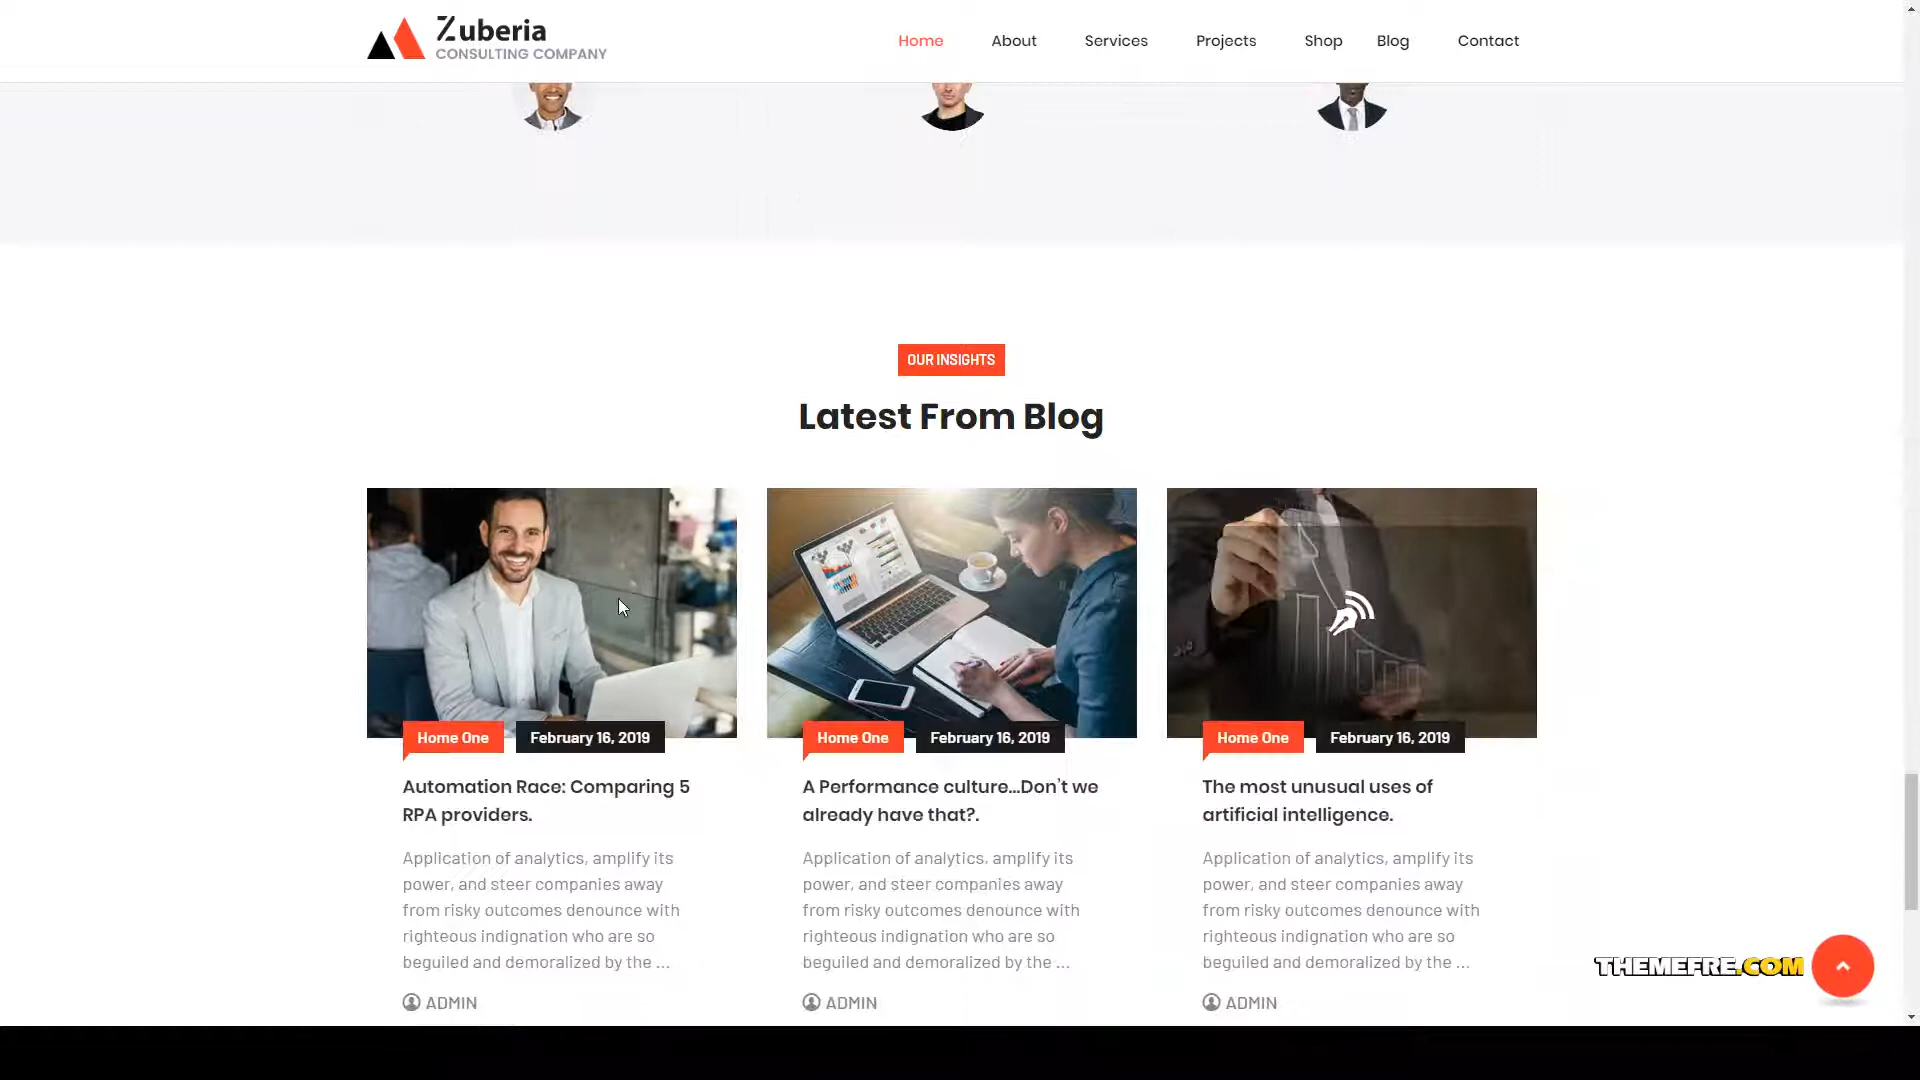 Zuberia
CONSULTING COMPANY
Home About Services Projects Shop Blog Contact
OUR INSIGHTS
Latest From Blog
Home One February 16, 2019
Automation Race: Comparing 5
RPA providers.
Application of analytics, amplify its
power, and steer companies away
from risky outcomes denounce with
righteous indignation who are so
beguiled and demoralized by the ...
ADMIN
Home One February 16, 2019
A Performance culture...Don't we
already have that?.
Application of analytics, amplify its
power, and steer companies away
from risky outcomes denounce with
righteous indignation who are so
beguiled and demoralized by the ...
ADMIN
Home One February 16, 2019
The most unusual uses of
artificial intelligence.
Application of analytics, amplify its
power, and steer companies away
from risky outcomes denounce with
righteous indignation who are so
beguiled and demoralized by the ...
ADMIN
THEMEFRE.COM